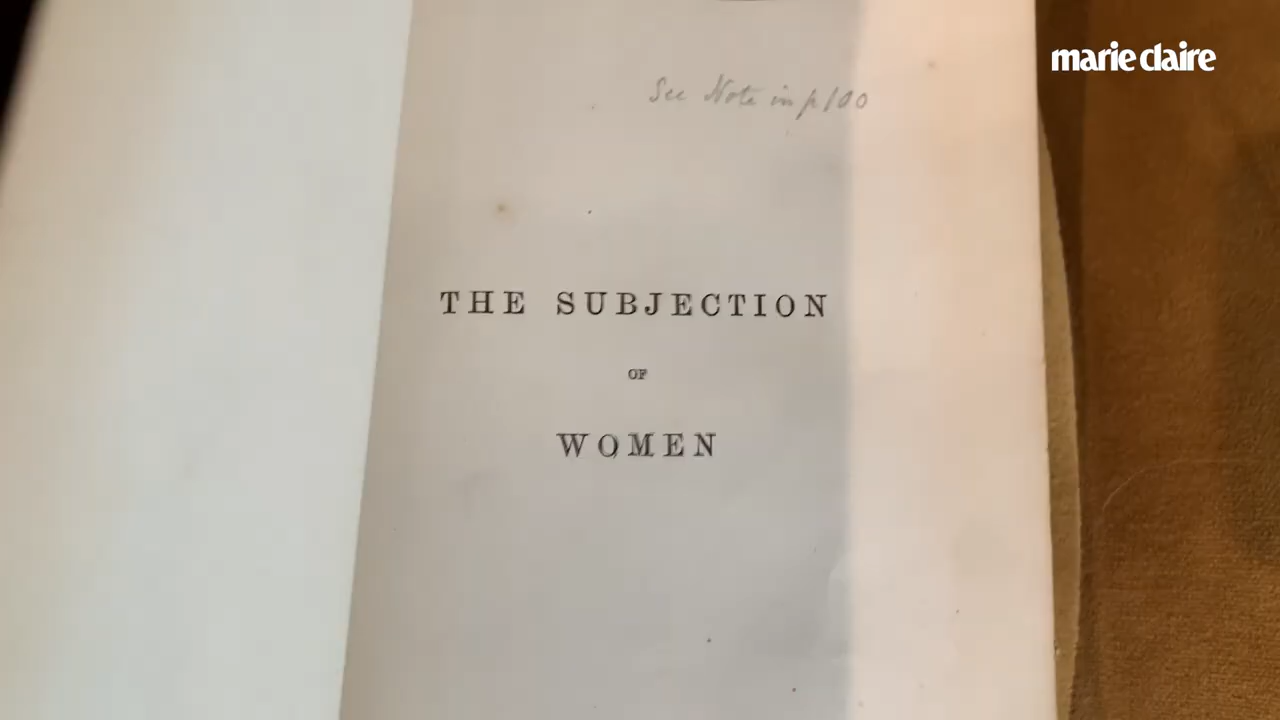 marie claire
See Note in p100
THE SUBJECTION
OF
WOMEN